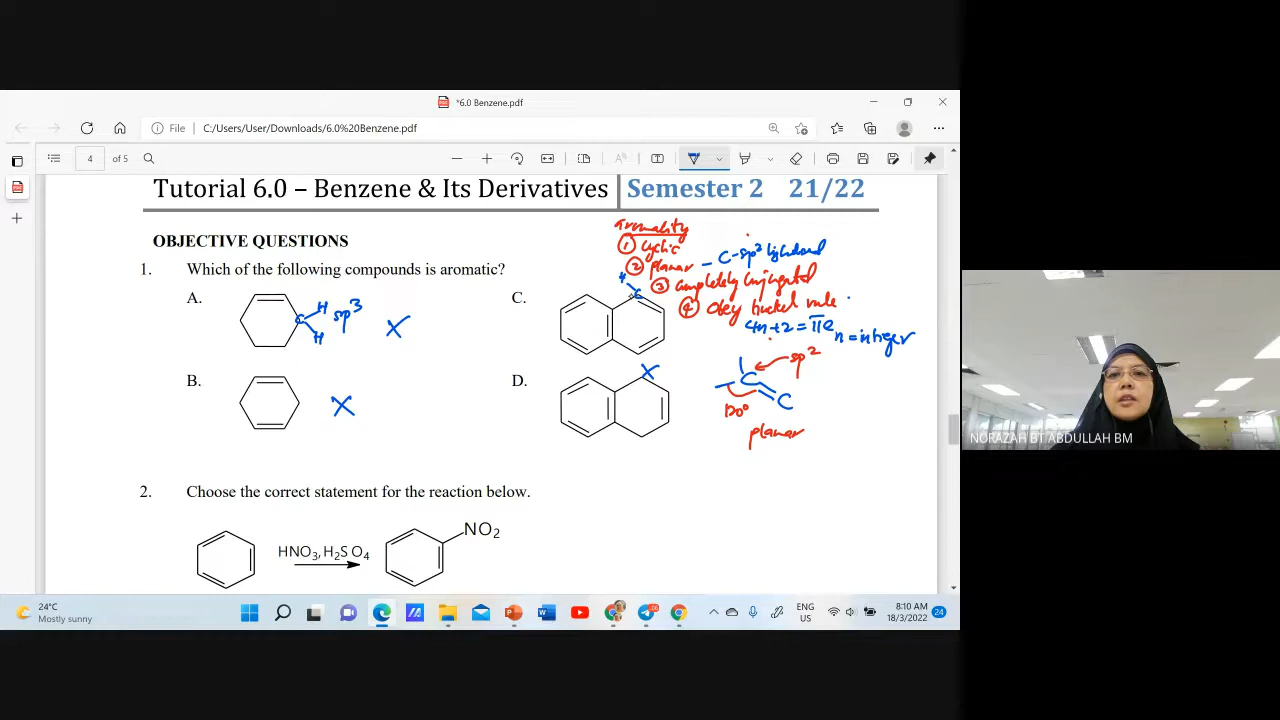 *6.0 Benzene.pdf
File C:/Users/User/Downloads/6.0%20Benzene.pdf
4 of 5
Tutorial 6.0 – Benzene & Its Derivatives Semester 2 21/22
OBJECTIVE QUESTIONS
1. Which of the following compounds is aromatic?
A.
C H H sp3
X
B.
X
C.
H C
D.
X
① cyclic
② planar – C-sp2
③ completely conjugated
④ Obey huckel rule
4n+2 = πe
n = integer
C sp2
C
120°
planar
2. Choose the correct statement for the reaction below.
HNO3, H2SO4
NO2
NORAZAH BT ABDULLAH BM
24°C
Mostly sunny
ENG
US
8:10 AM
18/3/2022
24